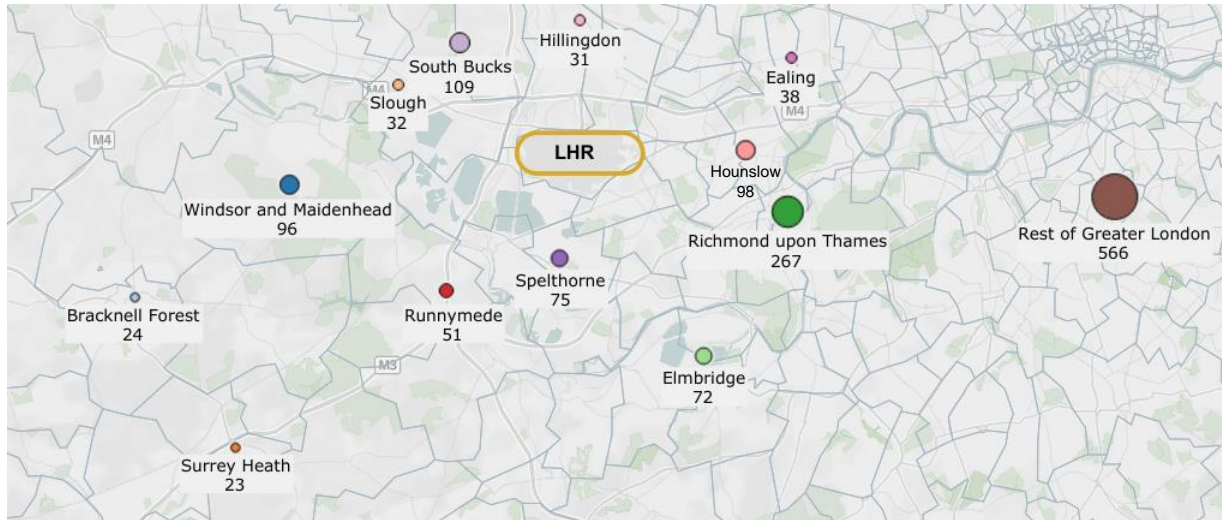 Hillingdon
31
South Bucks
109
Ealing
38
M4
Slough
32
M4
M4
LHR
Hounslow
98
Windsor and Maidenhead
96
Richmond upon Thames
267
Rest of Greater London
566
Spelthorne
75
Bracknell Forest
24
Runnymede
51
M3
Elmbridge
72
Surrey Heath
23